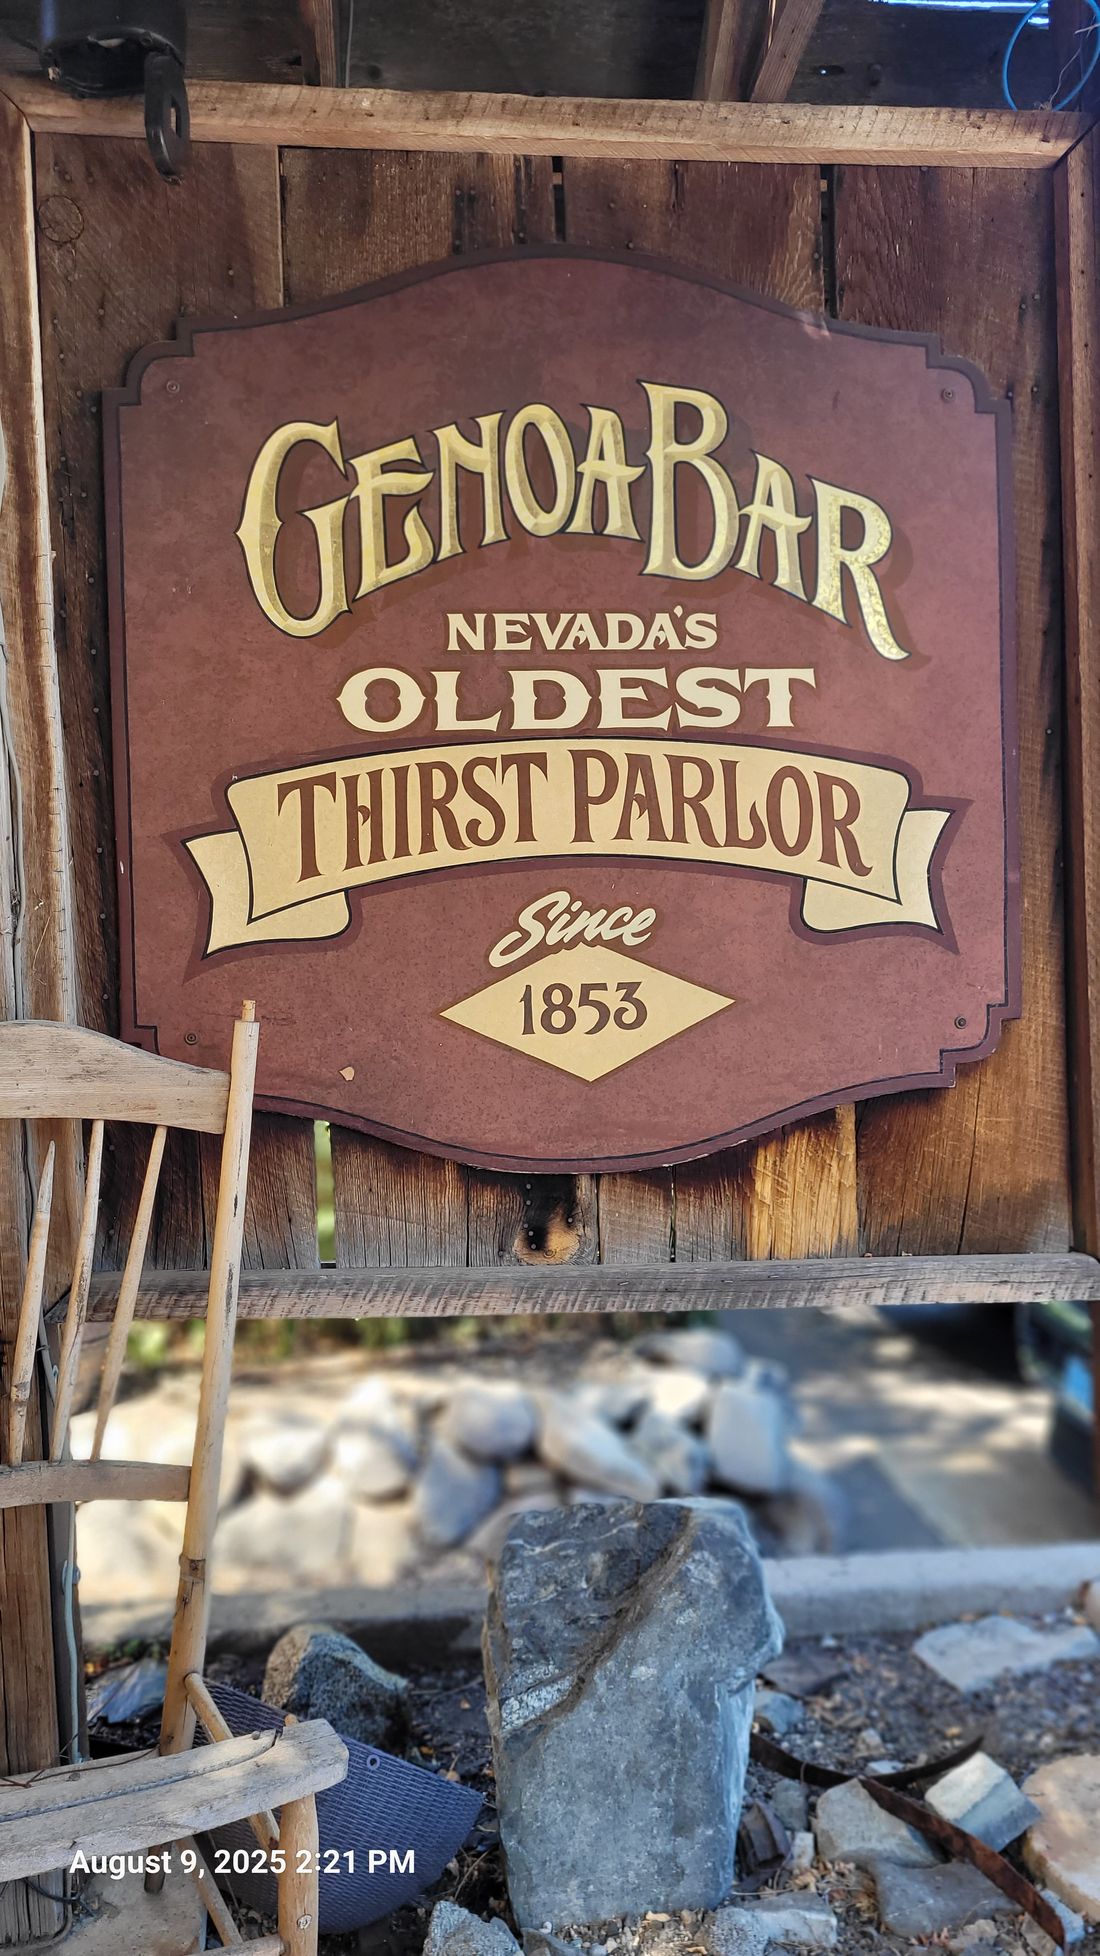 GENOA BAR
NEVADA'S
OLDEST
THIRST PARLOR
Since
1853
August 9, 2025 2:21 PM